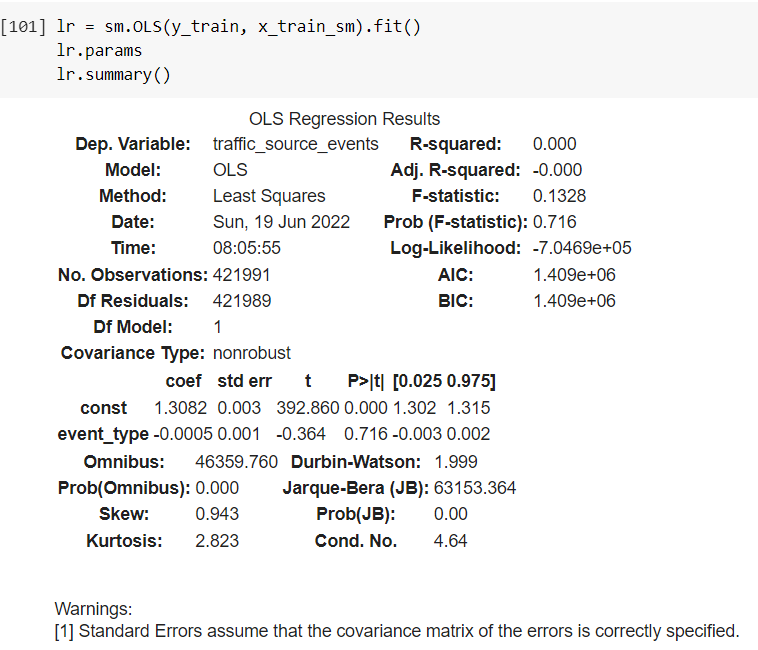 [101] lr = sm.OLS(y_train, x_train_sm).fit()
lr.params
lr.summary()
OLS Regression Results
Dep. Variable: traffic_source_events R-squared: 0.000
Model: OLS Adj. R-squared: -0.000
Method: Least Squares F-statistic: 0.1328
Date: Sun, 19 Jun 2022 Prob (F-statistic): 0.716
Time: 08:05:55 Log-Likelihood: -7.0469e+05
No. Observations: 421991 AIC: 1.409e+06
Df Residuals: 421989 BIC: 1.409e+06
Df Model: 1
Covariance Type: nonrobust
coef std err t P>|t| [0.025 0.975]
const 1.3082 0.003 392.860 0.000 1.302 1.315
event_type -0.0005 0.001 -0.364 0.716 -0.003 0.002
Omnibus: 46359.760 Durbin-Watson: 1.999
Prob(Omnibus): 0.000 Jarque-Bera (JB): 63153.364
Skew: 0.943 Prob(JB): 0.00
Kurtosis: 2.823 Cond. No. 4.64
Warnings:
[1] Standard Errors assume that the covariance matrix of the errors is correctly specified.